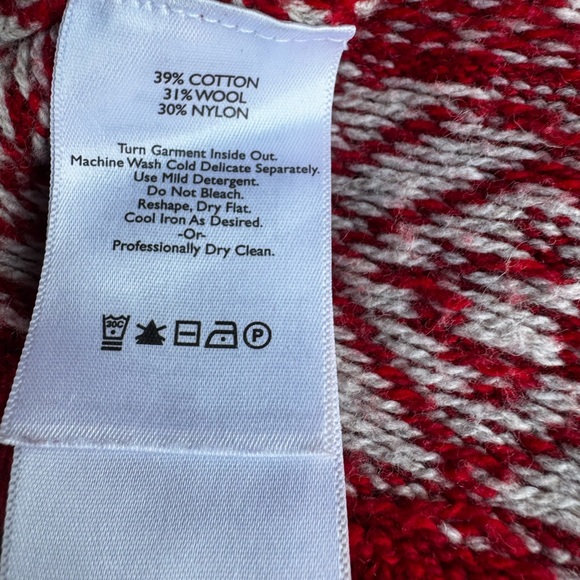 39% COTTON
31% WOOL
30% NYLON
Turn Garment Inside Out.
Machine Wash Cold Delicate Separately.
Use Mild Detergent.
Do Not Bleach.
Reshape, Dry Flat.
Cool Iron As Desired.
-Or-
Professionally Dry Clean.
30C P